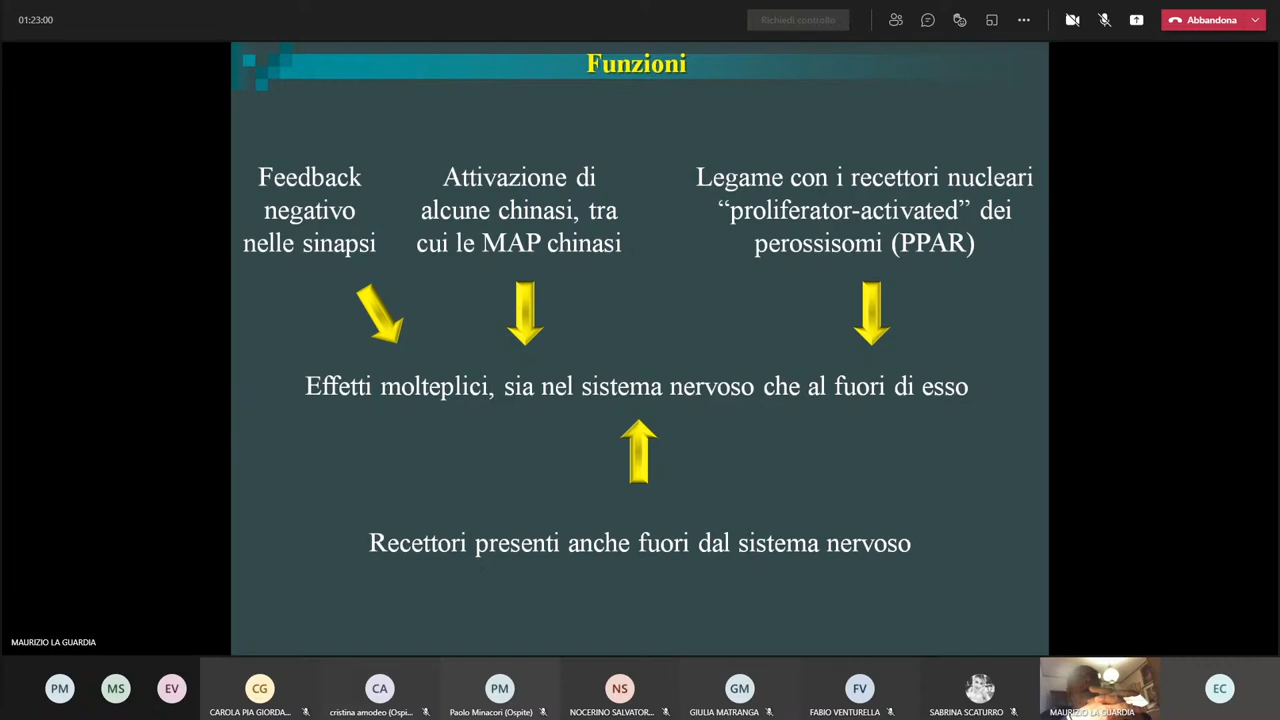 01:23:00
Richiedi controllo
Abbandona
Funzioni
Feedback
negativo
nelle sinapsi
Attivazione di
alcune chinasi, tra
cui le MAP chinasi
Legame con i recettori nucleari
“proliferator-activated” dei
perossisomi (PPAR)
Effetti molteplici, sia nel sistema nervoso che al fuori di esso
Recettori presenti anche fuori dal sistema nervoso
MAURIZIO LA GUARDIA
PM
MS
EV
CG
CAROLA PIA GIORDA...
CA
cristina amodeo (Ospi...
PM
Paolo Minacori (Ospite)
NS
NOCERINO SALVATOR...
GM
GIULIA MATRANGA
FV
FABIO VENTURELLA
SABRINA SCATURRO
MAURIZIO LA GUARDIA
EC